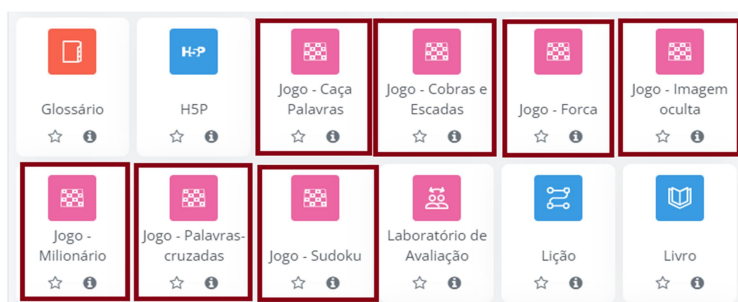 H5P
Glossário
H5P
Jogo - Caça
Palavras
Jogo - Cobras e
Escadas
Jogo - Forca
Jogo - Imagem
oculta
Jogo -
Milionário
Jogo - Palavras-
cruzadas
Jogo - Sudoku
Laboratório de
Avaliação
Lição
Livro